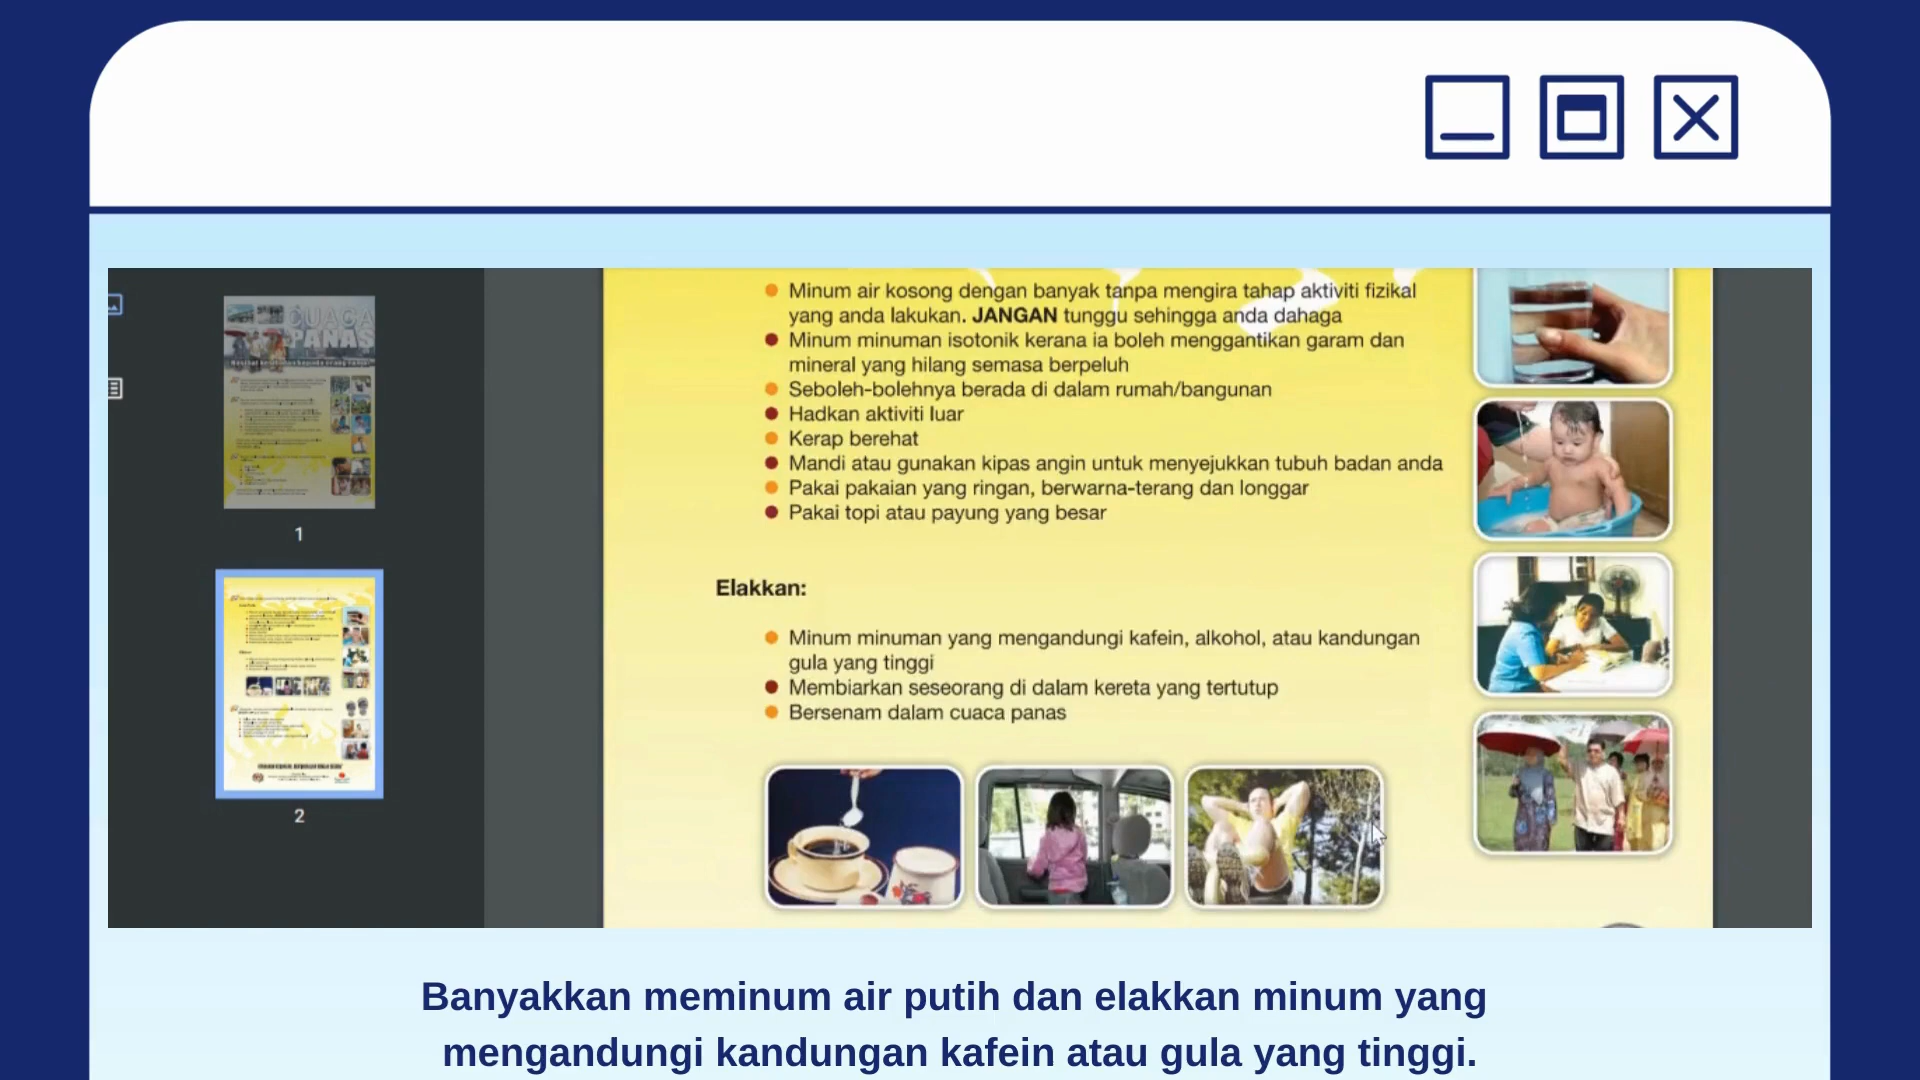 CUACA
PANAS
1
2
Minum air kosong dengan banyak tanpa mengira tahap aktiviti fizikal
yang anda lakukan. JANGAN tunggu sehingga anda dahaga
Minum minuman isotonik kerana ia boleh menggantikan garam dan
mineral yang hilang semasa berpeluh
Seboleh-bolehnya berada di dalam rumah/bangunan
Hadkan aktiviti luar
Kerap berehat
Mandi atau gunakan kipas angin untuk menyejukkan tubuh badan anda
Pakai pakaian yang ringan, berwarna-terang dan longgar
Pakai topi atau payung yang besar
Elakkan:
Minum minuman yang mengandungi kafein, alkohol, atau kandungan
gula yang tinggi
Membiarkan seseorang di dalam kereta yang tertutup
Bersenam dalam cuaca panas
Banyakkan meminum air putih dan elakkan minum yang
mengandungi kandungan kafein atau gula yang tinggi.